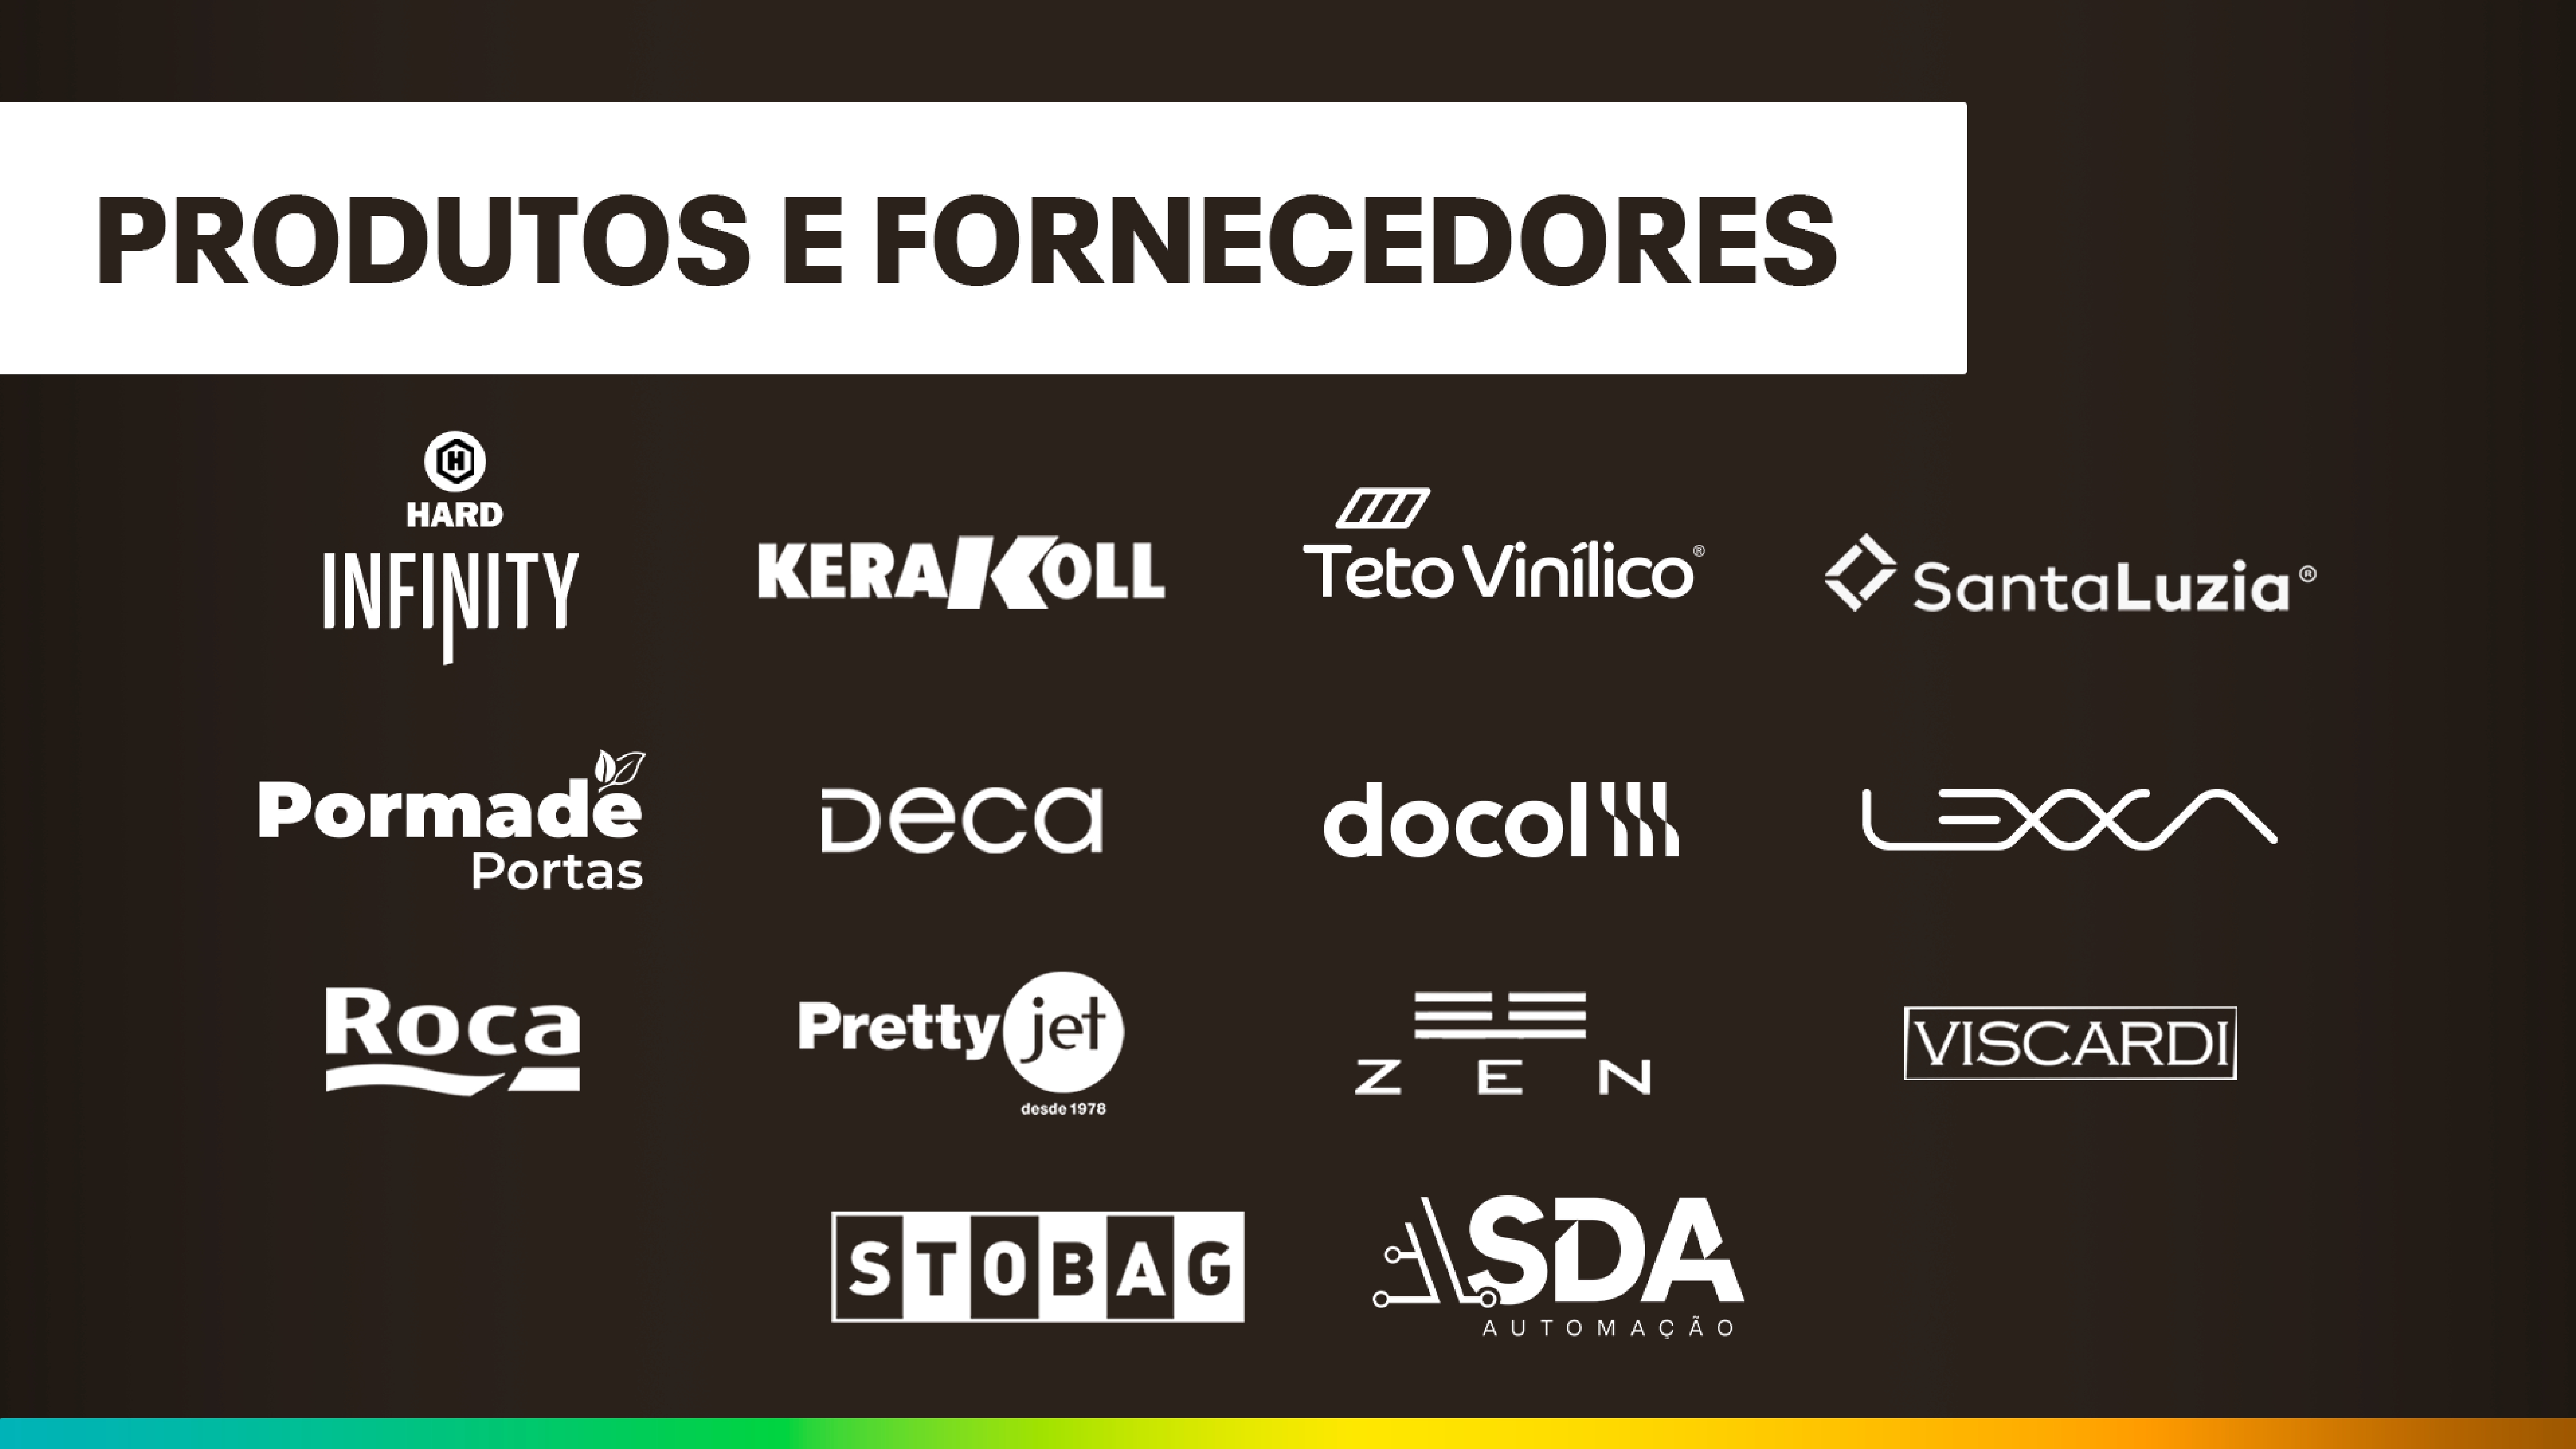 PRODUTOS E FORNECEDORES
H
HARD
INFINITY
KERAKOLL
Teto Vinílico®
SantaLuzia®
Pormade
Portas
Deca
docol
LEXXA
Roca
Pretty jet
desde 1978
ZEN
VISCARDI
STOBAG
SDA
AUTOMAÇÃO